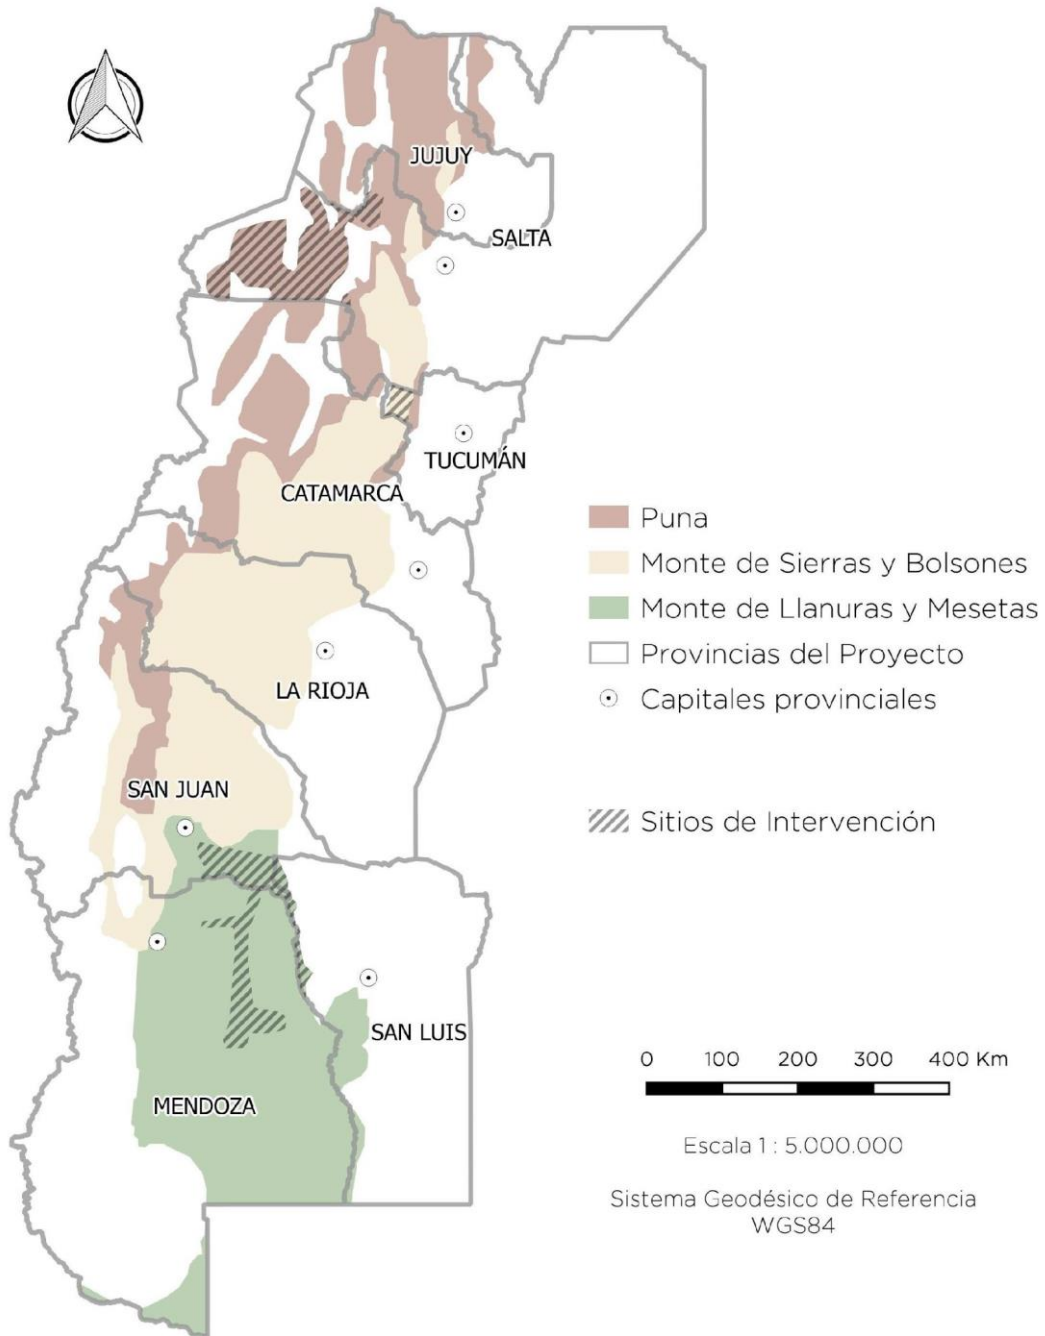 JUJUY
SALTA
TUCUMÁN
CATAMARCA
LA RIOJA
SAN JUAN
SAN LUIS
MENDOZA
Puna
Monte de Sierras y Bolsones
Monte de Llanuras y Mesetas
Provincias del Proyecto
Capitales provinciales
Sitios de Intervención
0 100 200 300 400 Km
Escala 1 : 5.000.000
Sistema Geodésico de Referencia
WGS84